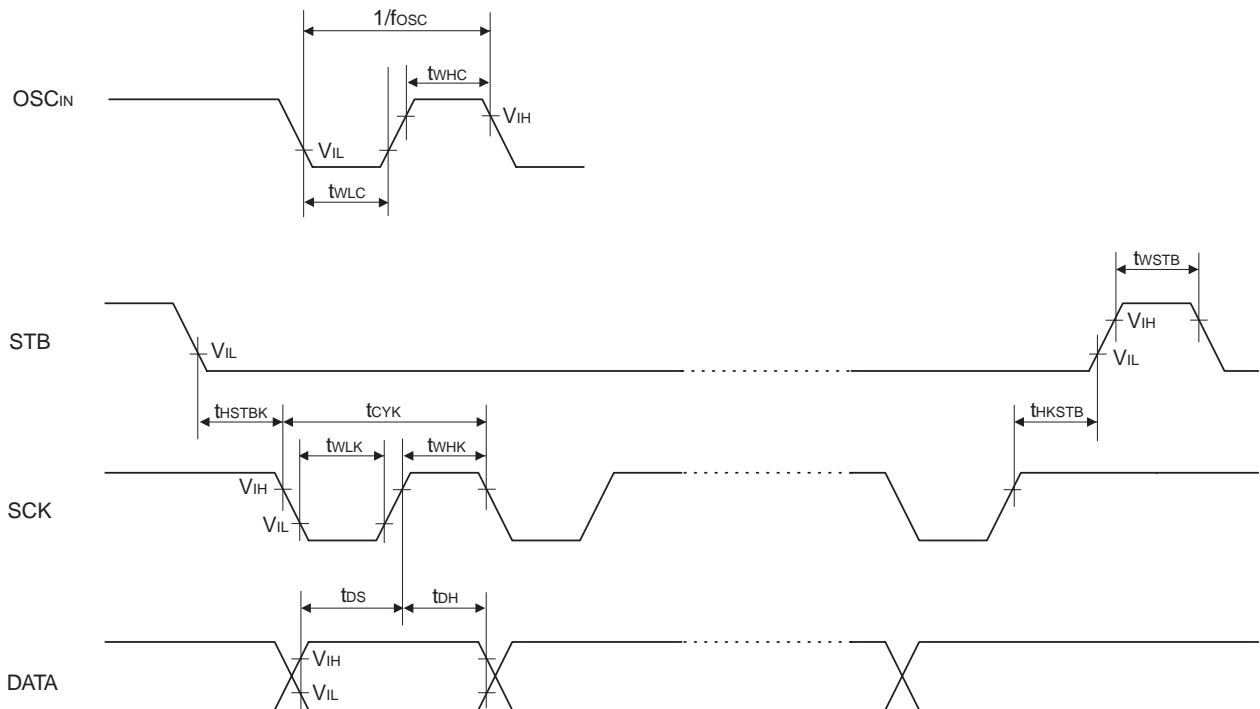 1/fOSC
tWHC
OSCIN
VIH
VIL
tWLC
tWSTB
VIH
STB
VIL
VIL
tHSTBK
tCYK
tHKSTB
tWLK
tWHK
VIH
SCK
VIL
tDS
tDH
VIH
DATA
VIL